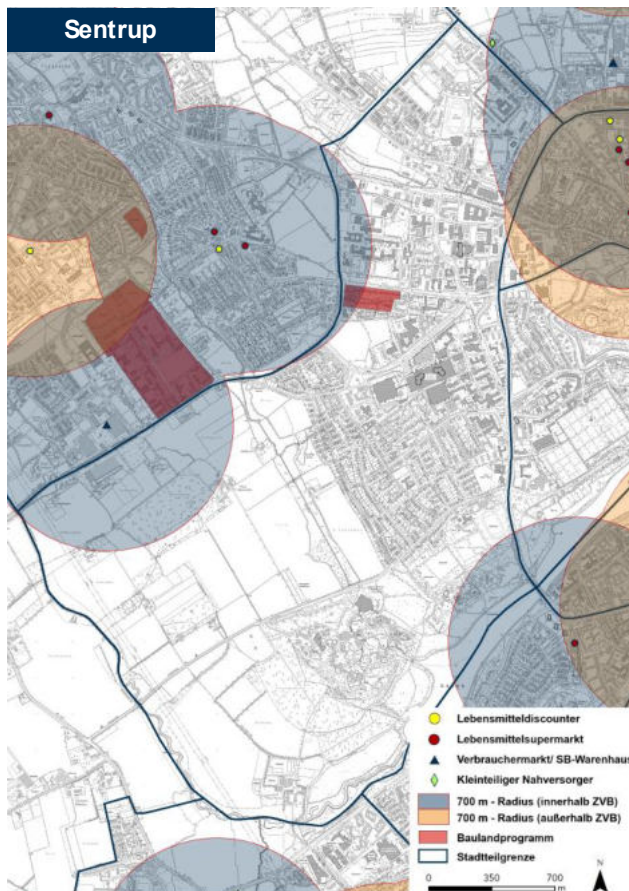 Sentrup
Lebensmitteldiscounter
Lebensmittelsupermarkt
Verbrauchermarkt/ SB-Warenhaus
Kleinteiliger Nahversorger
700 m - Radius (innerhalb ZVB)
700 m - Radius (außerhalb ZVB)
Baulandprogramm
Stadtteilgrenze
N
0 350 700
m